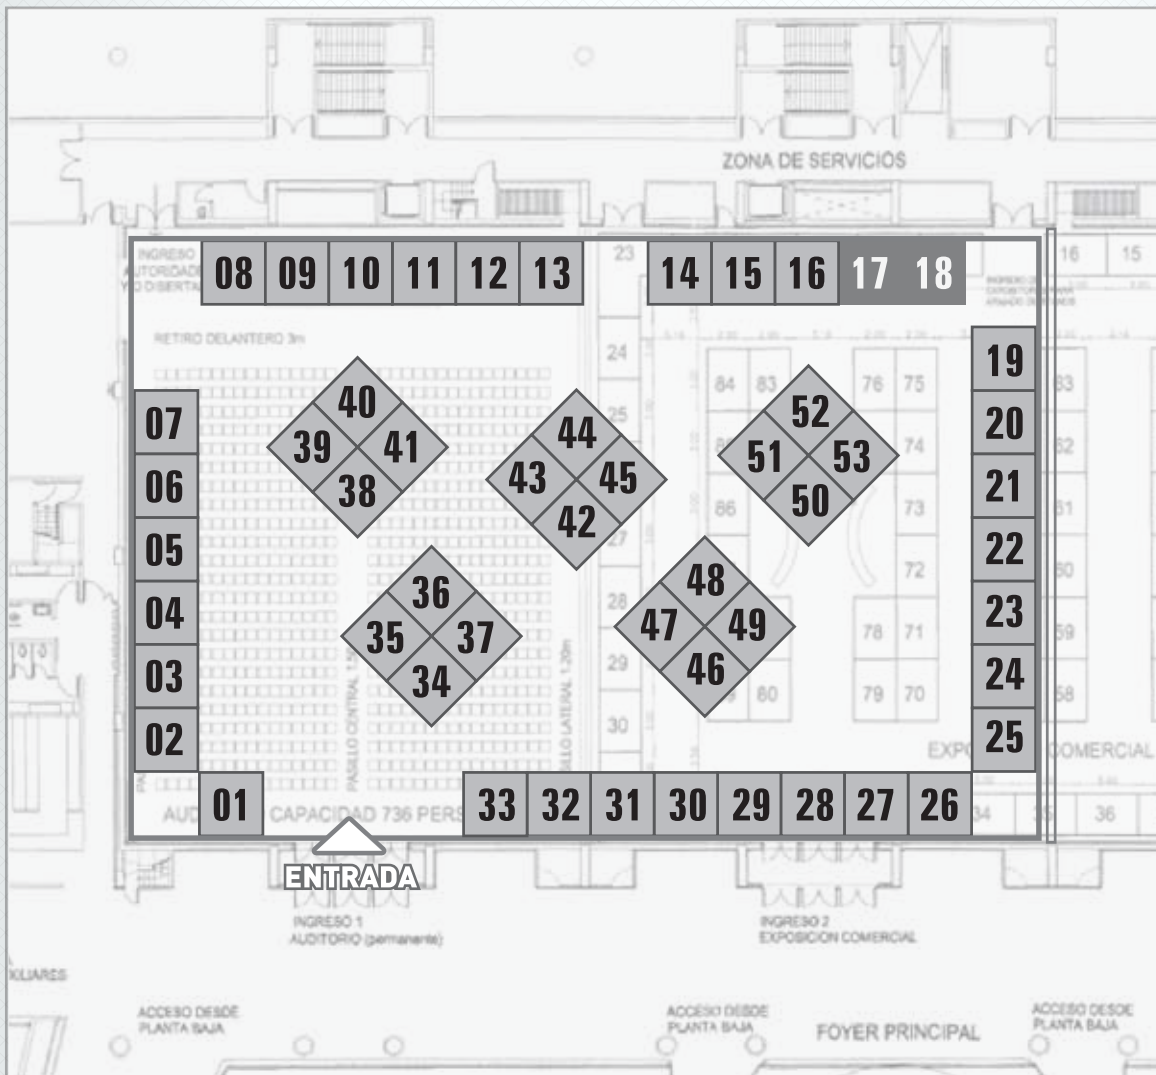 ZONA DE SERVICIOS
INGRESO
AUTORIDADE
Y/O DISERTA
08 09 10 11 12 13
23
14 15 16 17 18
16 15
RETIRO DELANTERO 3m
24
19
84 83 76 75
63
40
52
07
44
25
20
39 41
51 53
74
62
43 45
06
38
50
21
42
86
73
61
05
27
22
72
60
36
48
04
28
23
35 37
47 49
78 71
59
03
34
46
29
24
80
79 70
58
02
30
25
PASILLO CENTRAL 1.5
SILLO LATERAL 1.20m
EXPO
COMERCIAL
01
33 32 31 30 29 28 27 26
AUD
CAPACIDAD 736 PERS
34 35 36
ENTRADA
INGRESO 1
AUDITORIO (permanente)
INGRESO 2
EXPOSICION COMERCIAL
XILIARES
ACCESO DESDE
PLANTA BAJA
ACCESO DESDE
PLANTA BAJA
FOYER PRINCIPAL
ACCESO DESDE
PLANTA BAJA